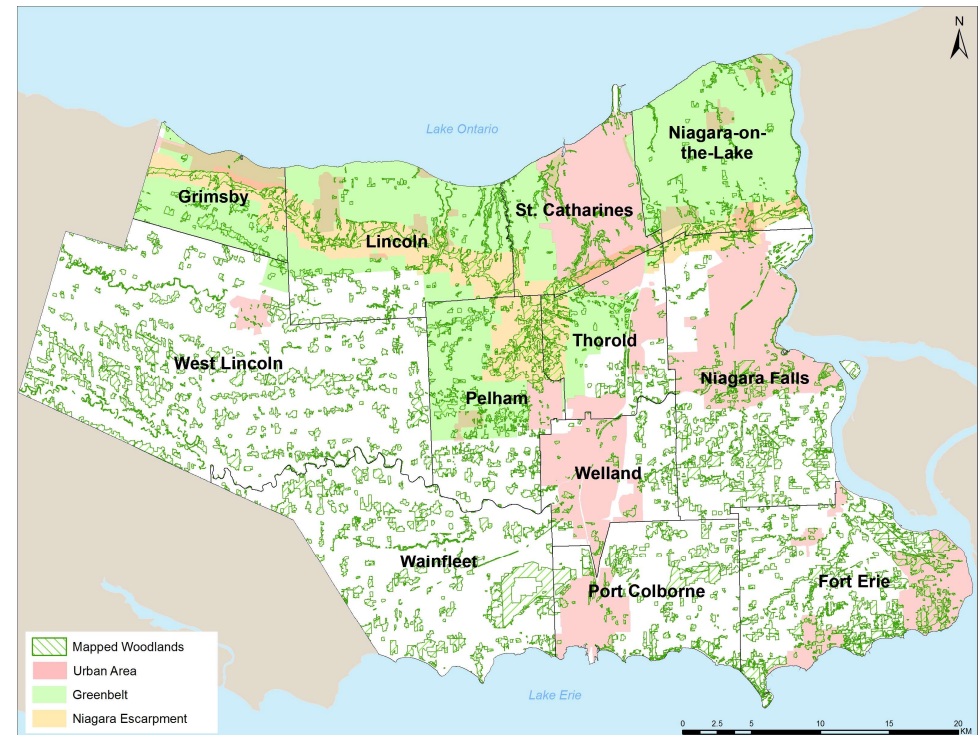 N
Lake Ontario
Niagara-on-
the-Lake
Grimsby
St. Catharines
Lincoln
Thorold
West Lincoln
Niagara Falls
Pelham
Welland
Wainfleet
Fort Erie
Port Colborne
Mapped Woodlands
Urban Area
Greenbelt
Niagara Escarpment
Lake Erie
0 2.5 5 10 15 20
KM